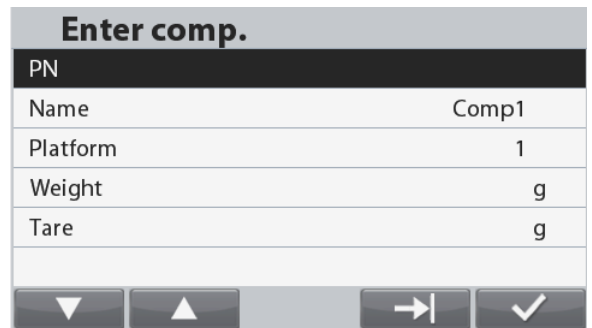 Enter comp.
PN
Name Comp1
Platform 1
Weight g
Tare g